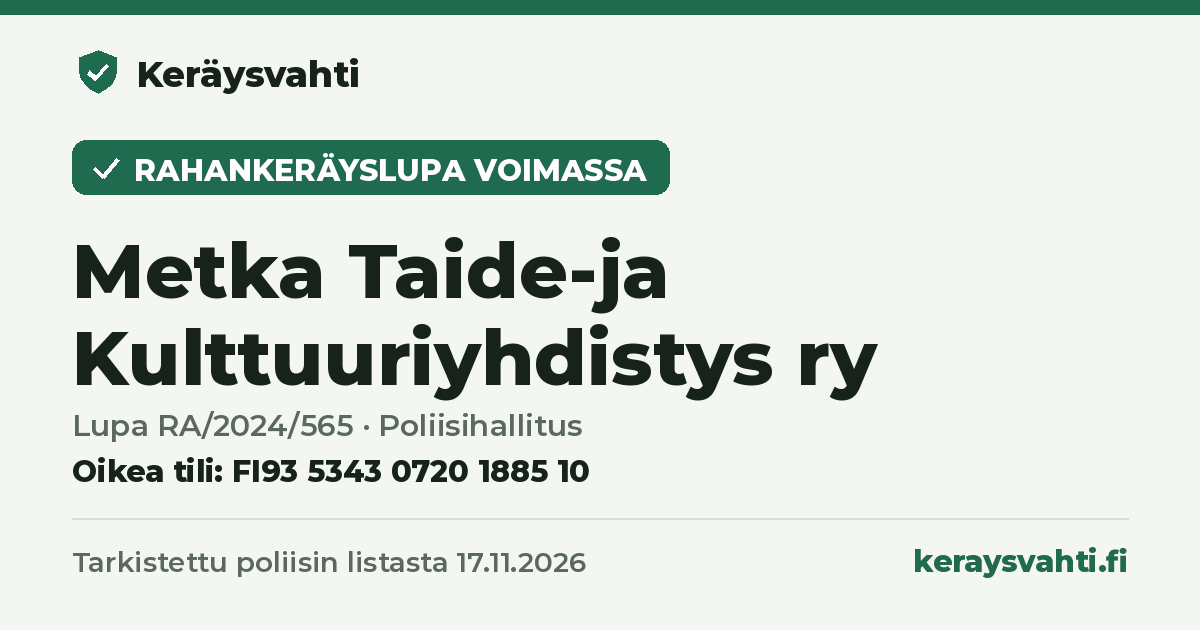 Keräysvahti
RAHANKERÄYSLUPA VOIMASSA
Metka Taide-ja
Kulttuuriyhdistys ry
Lupa RA/2024/565 · Poliisihallitus
Oikea tili: FI93 5343 0720 1885 10
Tarkistettu poliisin listasta 17.11.2026
keraysvahti.fi